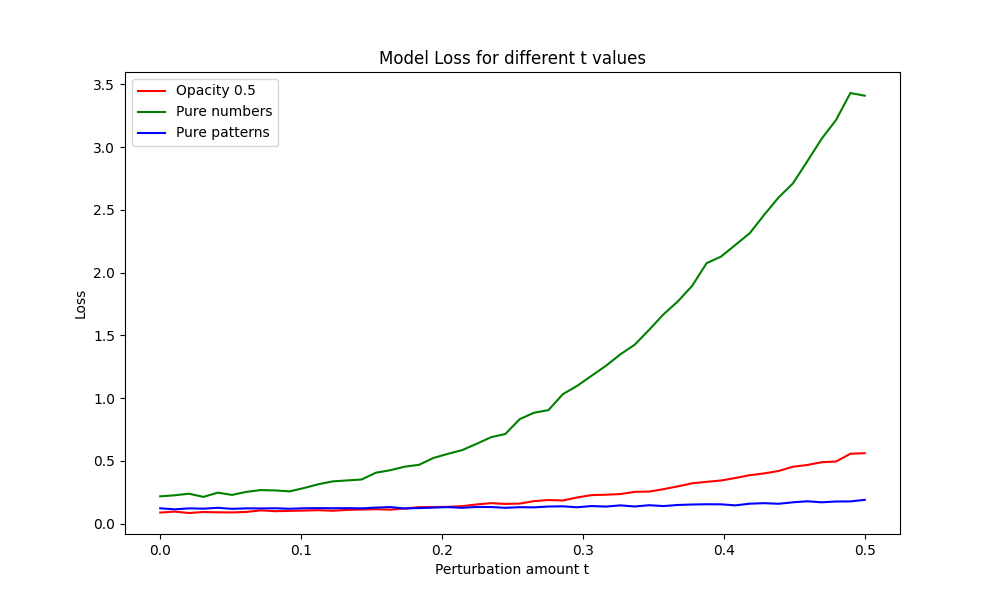 Model Loss for different t values
Opacity 0.5
Pure numbers
Pure patterns
3.5
3.0
2.5
2.0
1.5
1.0
0.5
0.0
Loss
0.0 0.1 0.2 0.3 0.4 0.5
Perturbation amount t